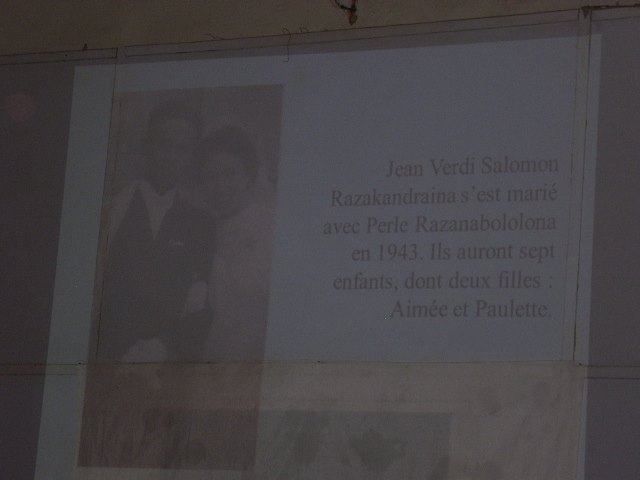 Jean Verdi Salomon
Razakandraina s'est marié
avec Perle Razanabololona
en 1943. Ils auront sept
enfants, dont deux filles :
Aimée et Paulette.